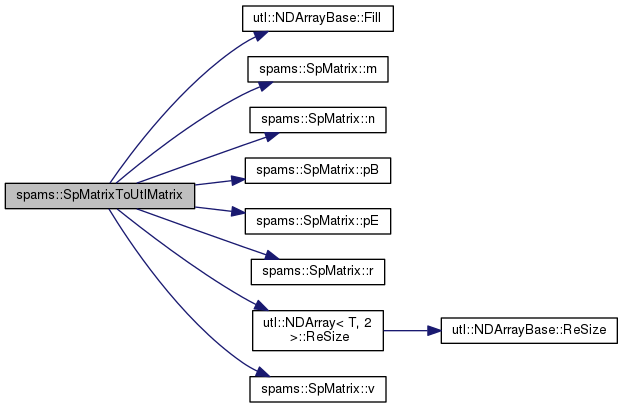 utl::NDArrayBase::Fill
spams::SpMatrix::m
spams::SpMatrix::n
spams::SpMatrix::pB
spams::SpMatrixToUtlMatrix
spams::SpMatrix::pE
spams::SpMatrix::r
utl::NDArray< T, 2
>::ReSize
utl::NDArrayBase::ReSize
spams::SpMatrix::v